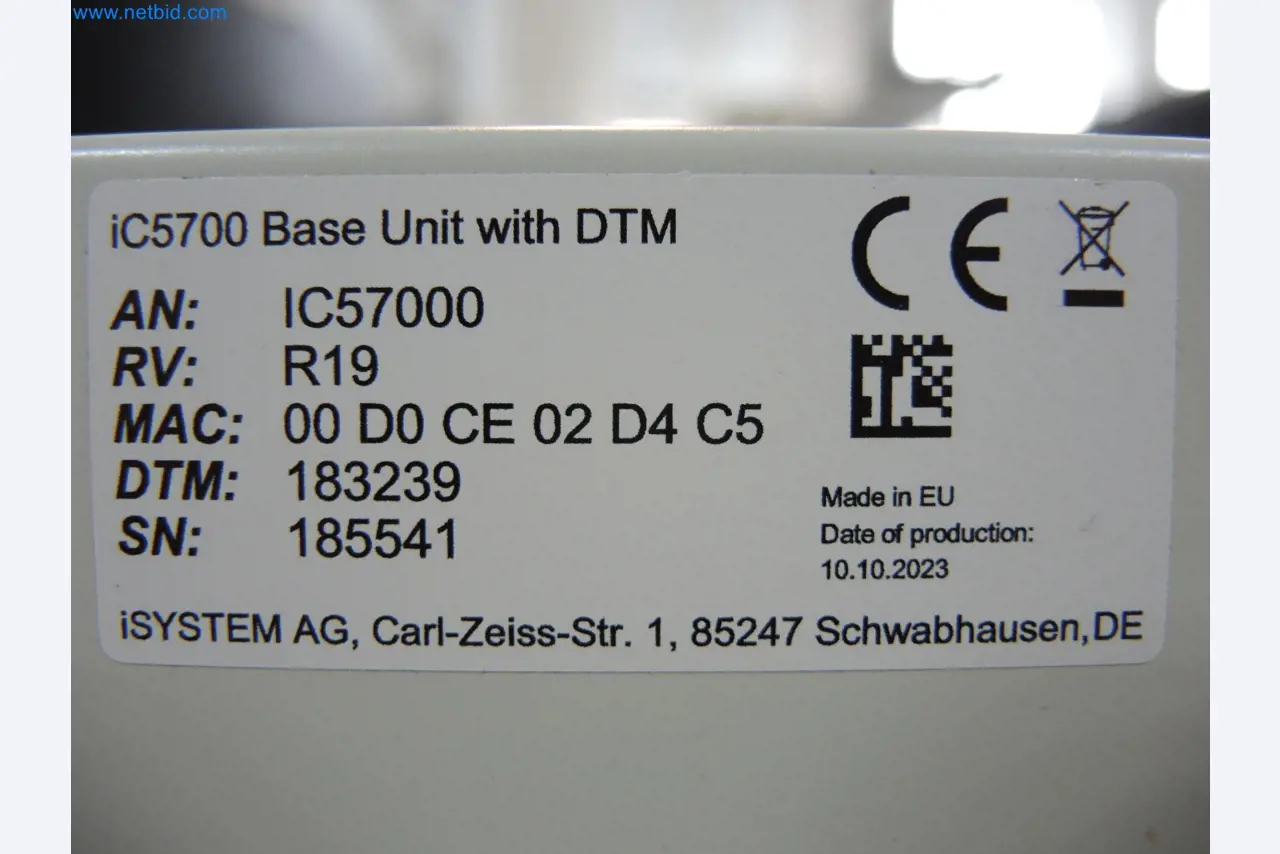 www.netbid.com
iC5700 Base Unit with DTM
AN: IC57000
RV: R19
MAC: 00 D0 CE 02 D4 C5
DTM: 183239
SN: 185541
CE
Made in EU
Date of production:
10.10.2023
iSYSTEM AG, Carl-Zeiss-Str. 1, 85247 Schwabhausen,DE